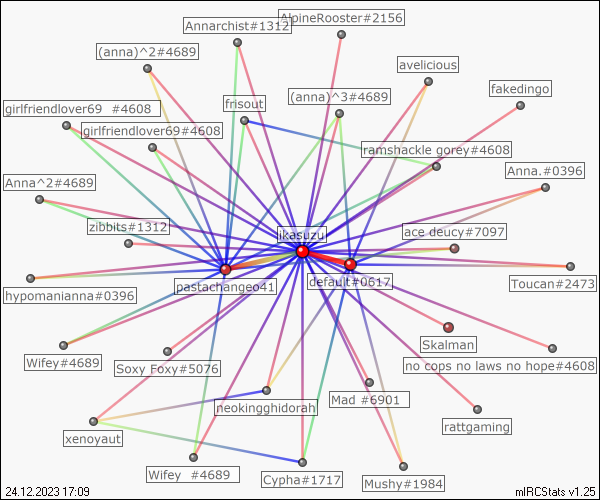 AlpineRooster#2156
Annarchist#1312
(anna)^2#4689
avelicious
fakedingo
girlfriendlover69  #4608
frisout
(anna)^3#4689
girlfriendlover69#4608
ramshackle gorey#4608
Anna.#0396
Anna^2#4689
zibbits#1312
ikasuzu
ace deucy#7097
pastachangeo41
default#0617
Toucan#2473
hypomanianna#0396
Skalman
Wifey#4689
Soxy Foxy#5076
no cops no laws no hope#4608
neokingghidorah
Mad #6901
rattgaming
xenoyaut
Wifey  #4689
Cypha#1717
Mushy#1984
24.12.2023 17:09
mIRCStats v1.25